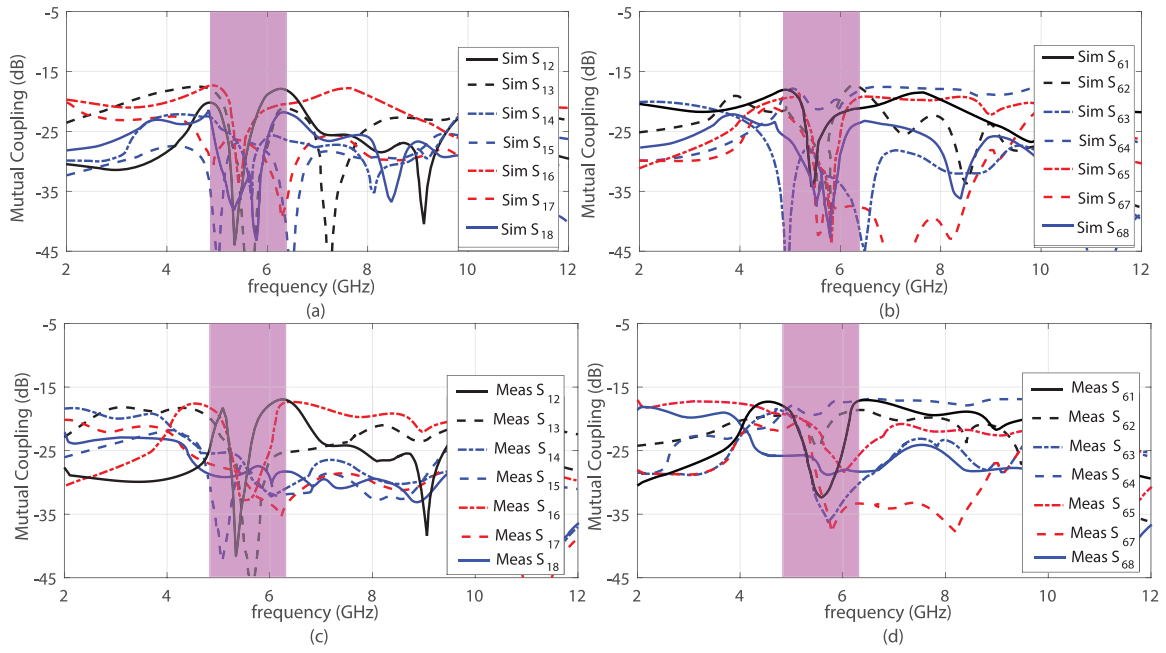 -5
-15
-25
-35
-45
Mutual Coupling (dB)
2
4
6
8
10
12
frequency (GHz)
(a)
Sim S12
Sim S13
Sim S14
Sim S15
Sim S16
Sim S17
Sim S18
-5
-15
-25
-35
-45
Mutual Coupling (dB)
2
4
6
8
10
12
frequency (GHz)
(b)
Sim S61
Sim S62
Sim S63
Sim S64
Sim S65
Sim S67
Sim S68
-5
-15
-25
-35
-45
Mutual Coupling (dB)
2
4
6
8
10
12
frequency (GHz)
(c)
Meas S12
Meas S13
Meas S14
Meas S15
Meas S16
Meas S17
Meas S18
-5
-15
-25
-35
-45
Mutual Coupling (dB)
2
4
6
8
10
12
frequency (GHz)
(d)
Meas S61
Meas S62
Meas S63
Meas S64
Meas S65
Meas S67
Meas S68